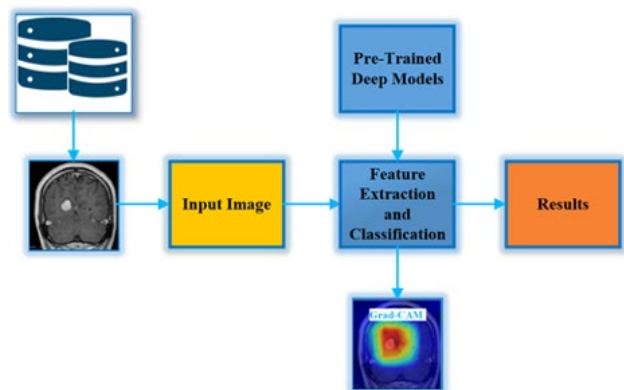 Pre-Trained
Deep Models
Input Image
Feature
Extraction
and
Classification
Results
Grad-CAM